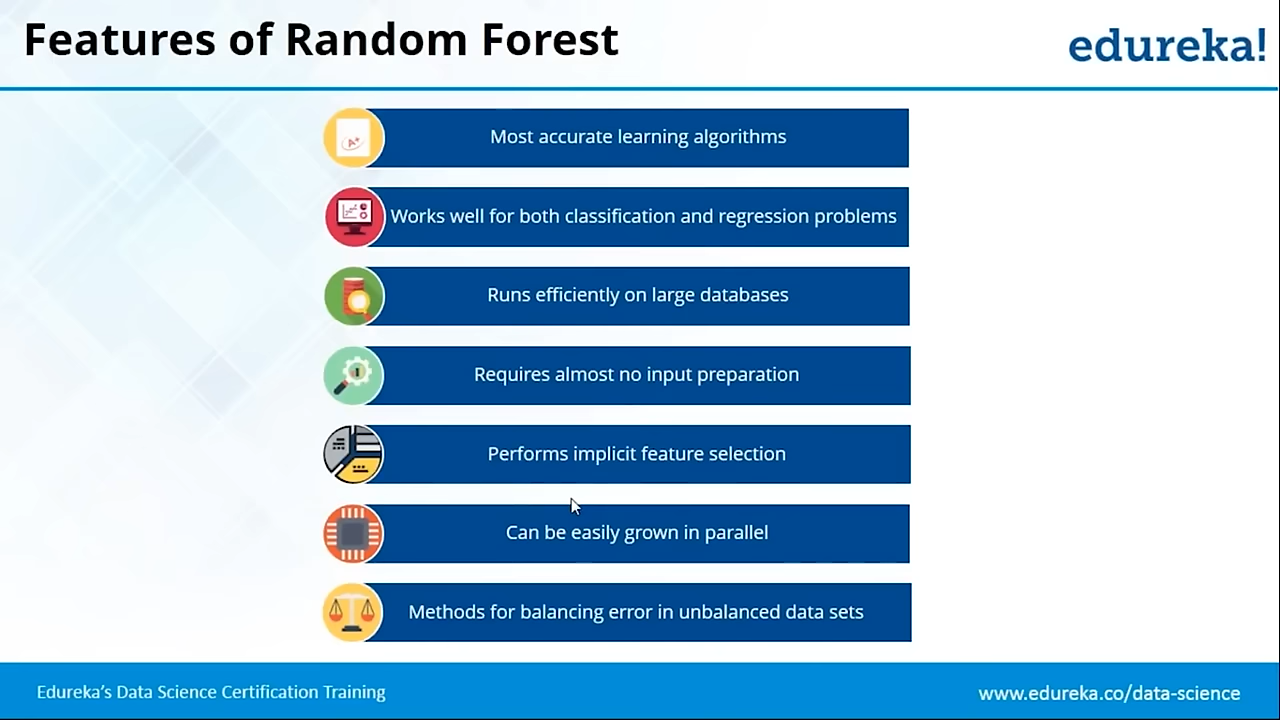 Features of Random Forest
edureka!
Most accurate learning algorithms
Works well for both classification and regression problems
Runs efficiently on large databases
Requires almost no input preparation
Performs implicit feature selection
Can be easily grown in parallel
Methods for balancing error in unbalanced data sets
Edureka's Data Science Certification Training
www.edureka.co/data-science